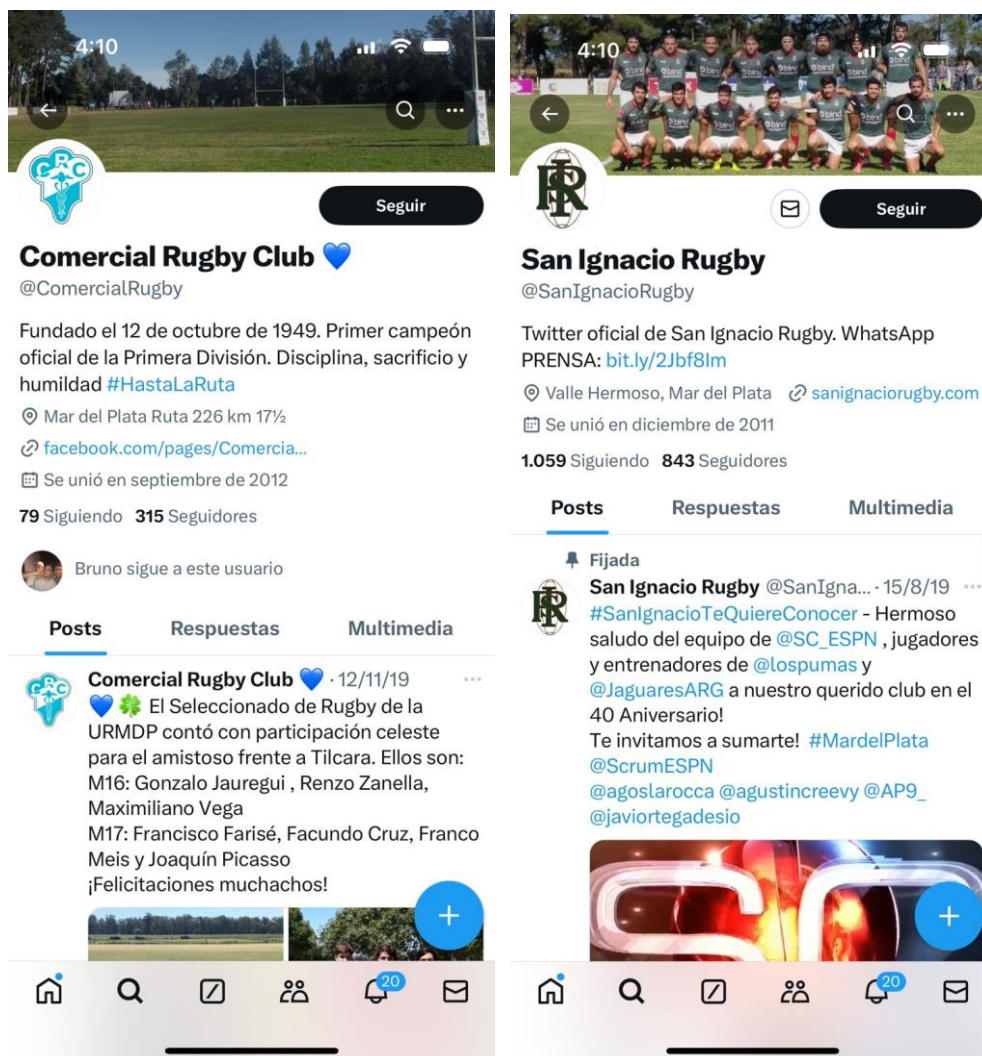 4:10
CRC
Seguir
Comercial Rugby Club 💙
@ComercialRugby
Fundado el 12 de octubre de 1949. Primer campeón
oficial de la Primera División. Disciplina, sacrificio y
humildad #HastaLaRuta
Mar del Plata Ruta 226 km 17½
facebook.com/pages/Comercia...
Se unió en septiembre de 2012
79 Siguiendo 315 Seguidores
Bruno sigue a este usuario
Posts Respuestas Multimedia
Comercial Rugby Club 💙 · 12/11/19
💙 🍀 El Seleccionado de Rugby de la
URMDP contó con participación celeste
para el amistoso frente a Tilcara. Ellos son:
M16: Gonzalo Jauregui , Renzo Zanella,
Maximiliano Vega
M17: Francisco Farisé, Facundo Cruz, Franco
Meis y Joaquín Picasso
¡Felicitaciones muchachos!
20
4:10
bind
Seguir
San Ignacio Rugby
@SanIgnacioRugby
Twitter oficial de San Ignacio Rugby. WhatsApp
PRENSA: bit.ly/2Jbf8Im
Valle Hermoso, Mar del Plata sanignaciorugby.com
Se unió en diciembre de 2011
1.059 Siguiendo 843 Seguidores
Posts Respuestas Multimedia
Fijada
San Ignacio Rugby @SanIgna... · 15/8/19
#SanIgnacioTeQuiereConocer - Hermoso
saludo del equipo de @SC_ESPN , jugadores
y entrenadores de @lospumas y
@JaguaresARG a nuestro querido club en el
40 Aniversario!
Te invitamos a sumarte! #MardelPlata
@ScrumESPN
@agoslarocca @agustincreevy @AP9_
@javiortegadesio
SC
20